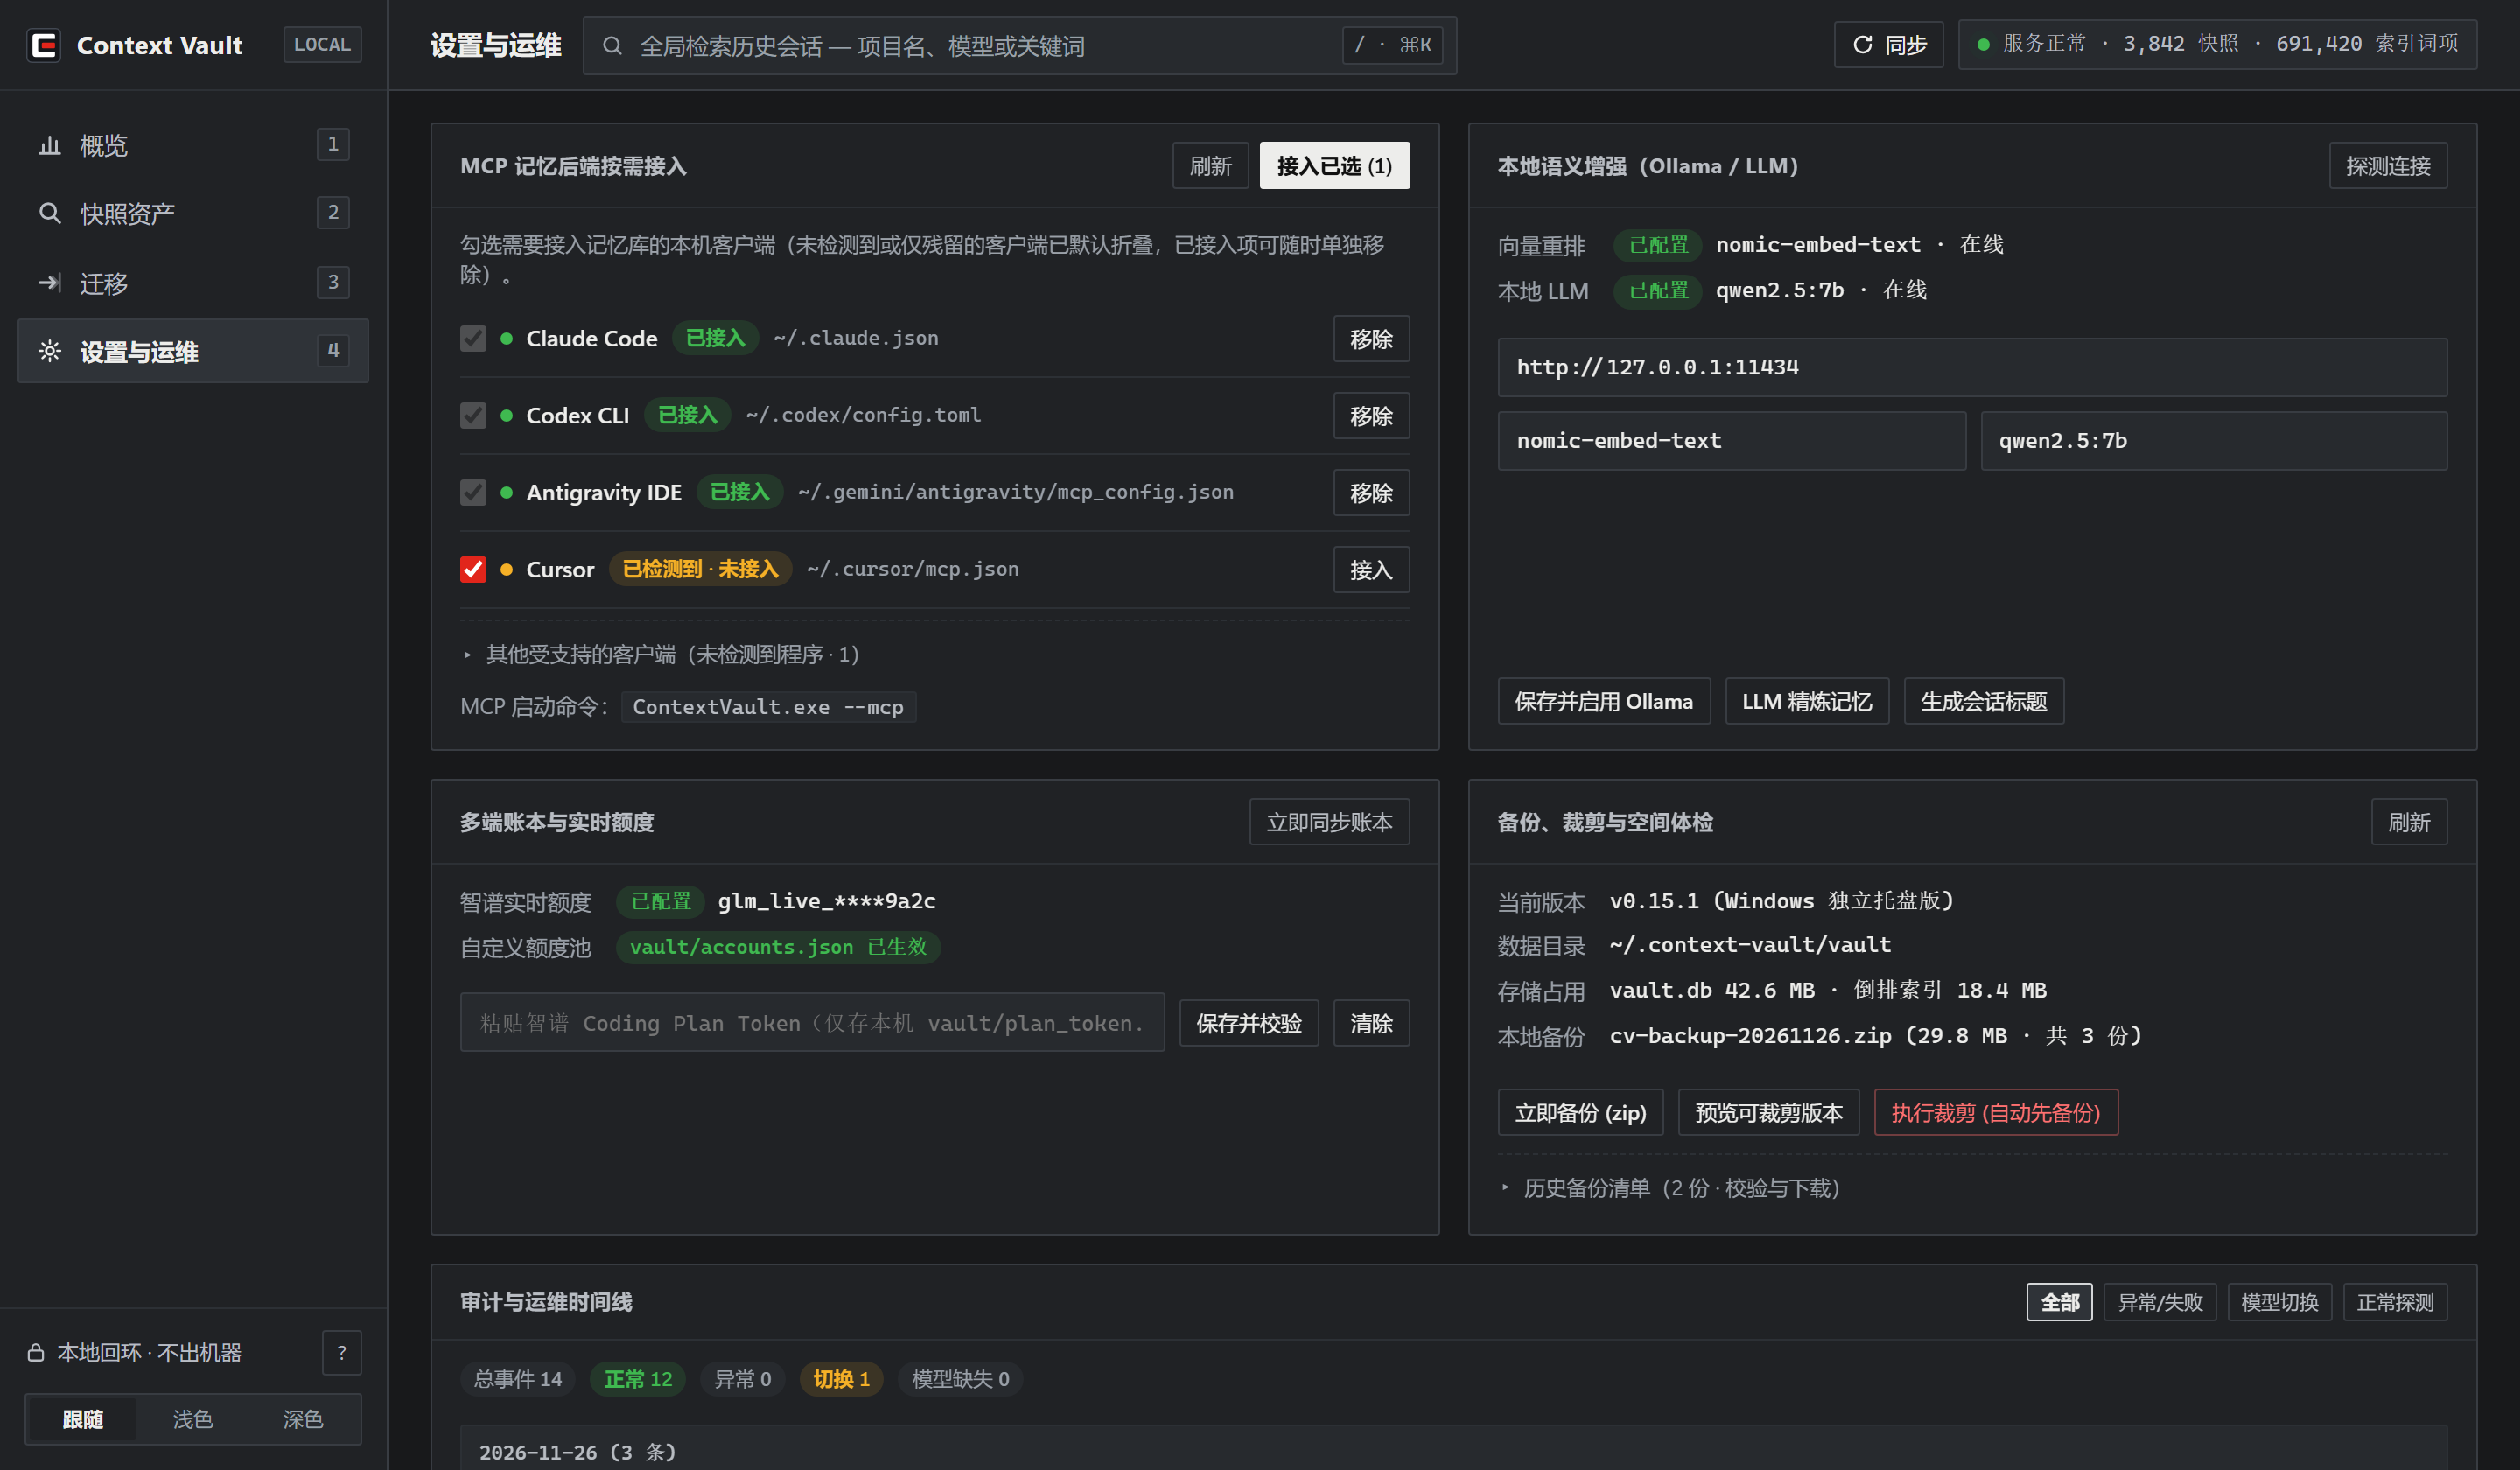 Context Vault LOCAL
概览 1
快照资产 2
迁移 3
设置与运维 4
本地回环 · 不出机器 ?
跟随 浅色 深色
设置与运维
全局检索历史会话 — 项目名、模型或关键词 / · ⌘K
同步
服务正常 · 3,842 快照 · 691,420 索引词项
MCP 记忆后端按需接入
刷新 接入已选 (1)
勾选需要接入记忆库的本机客户端（未检测到或仅残留的客户端已默认折叠，已接入项可随时单独移
除）。
Claude Code 已接入 ~/.claude.json 移除
Codex CLI 已接入 ~/.codex/config.toml 移除
Antigravity IDE 已接入 ~/.gemini/antigravity/mcp_config.json 移除
Cursor 已检测到 · 未接入 ~/.cursor/mcp.json 接入
其他受支持的客户端（未检测到程序 · 1）
MCP 启动命令： ContextVault.exe --mcp
本地语义增强（Ollama / LLM）
探测连接
向量重排 已配置 nomic-embed-text · 在线
本地 LLM 已配置 qwen2.5:7b · 在线
http://127.0.0.1:11434
nomic-embed-text qwen2.5:7b
保存并启用 Ollama LLM 精炼记忆 生成会话标题
多端账本与实时额度
立即同步账本
智谱实时额度 已配置 glm_live_****9a2c
自定义额度池 vault/accounts.json 已生效
粘贴智谱 Coding Plan Token（仅存本机 vault/plan_token. 保存并校验 清除
备份、裁剪与空间体检
刷新
当前版本 v0.15.1 (Windows 独立托盘版)
数据目录 ~/.context-vault/vault
存储占用 vault.db 42.6 MB · 倒排索引 18.4 MB
本地备份 cv-backup-20261126.zip (29.8 MB · 共 3 份)
立即备份 (zip) 预览可裁剪版本 执行裁剪 (自动先备份)
历史备份清单（2 份 · 校验与下载）
审计与运维时间线
全部 异常/失败 模型切换 正常探测
总事件 14 正常 12 异常 0 切换 1 模型缺失 0
2026-11-26 (3 条)